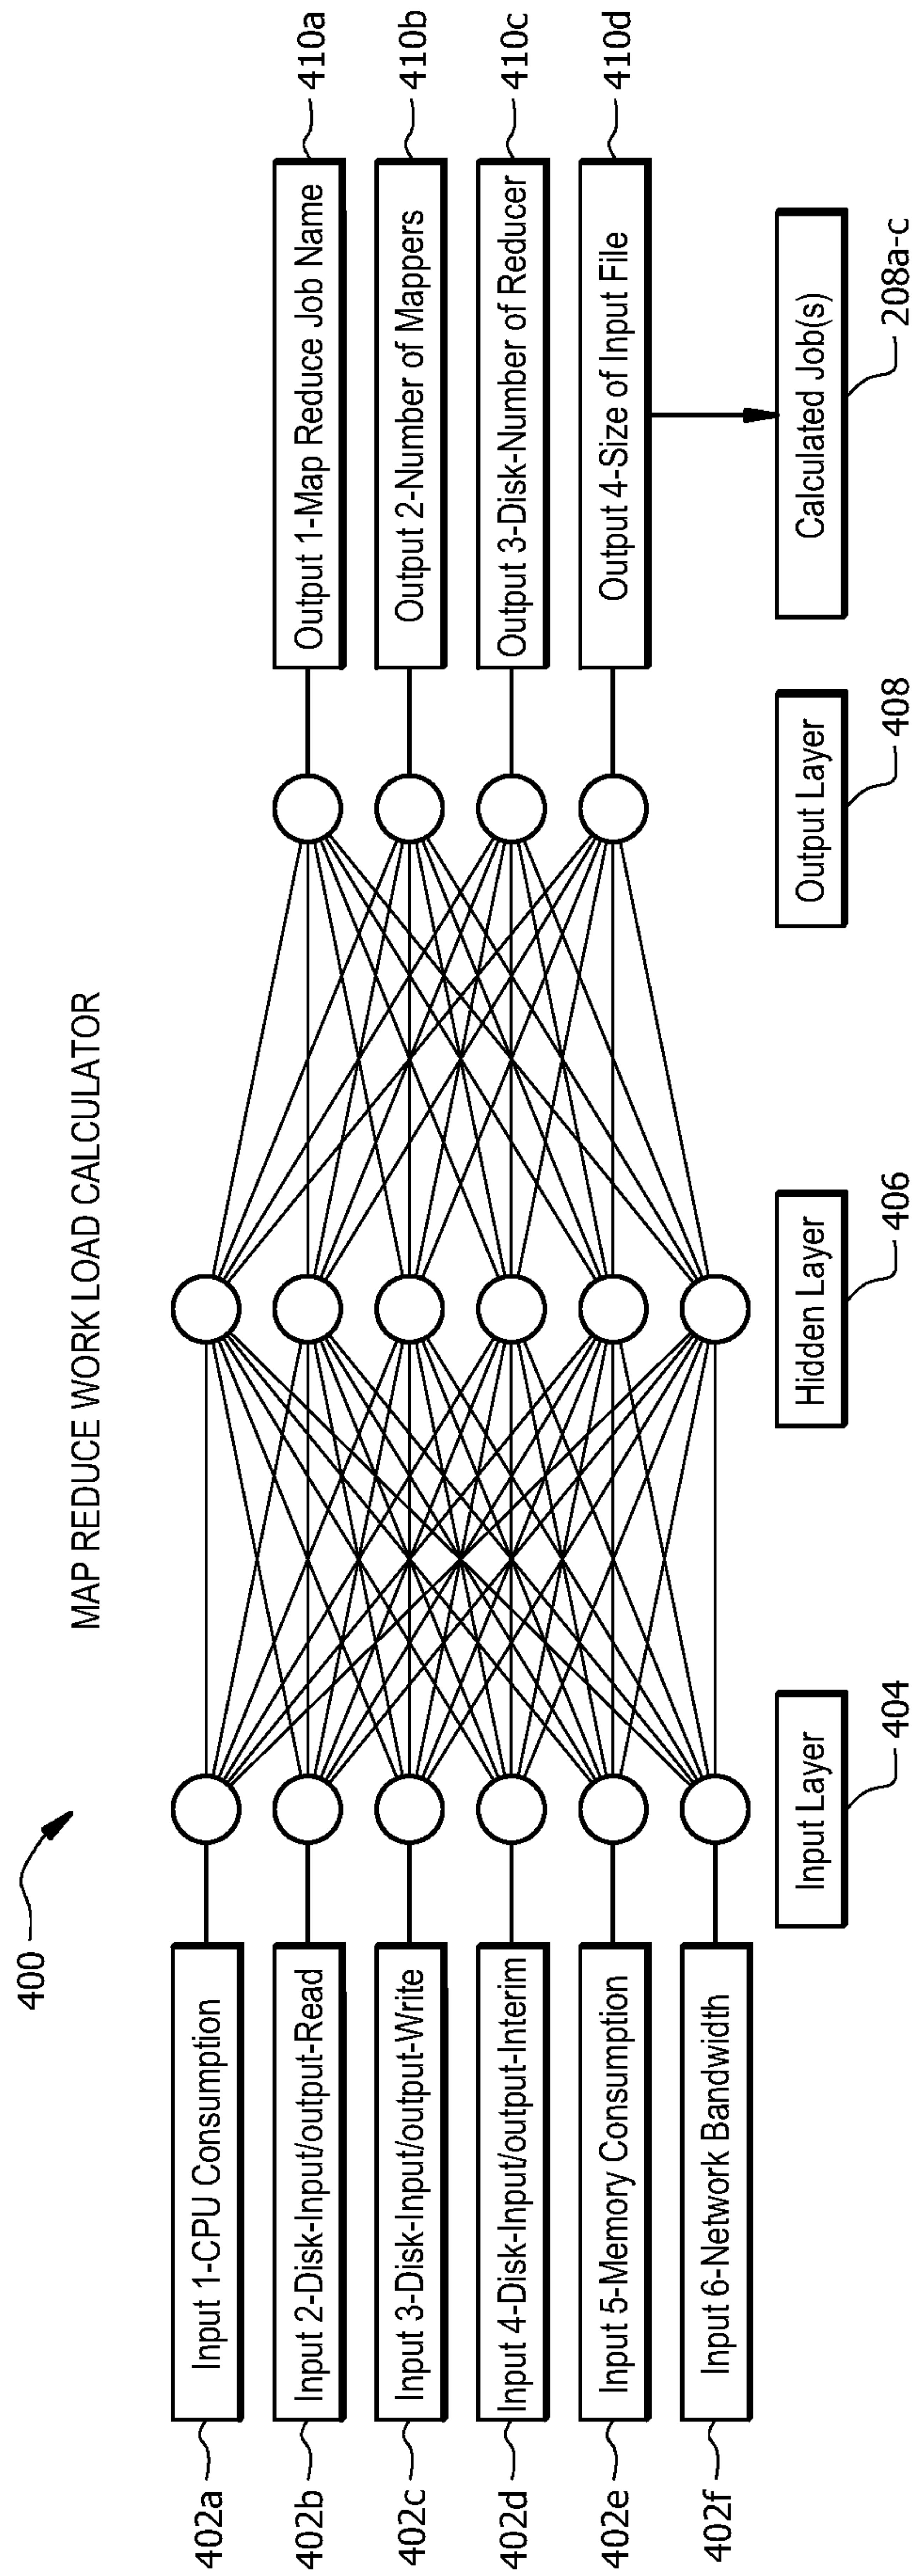 400
MAP REDUCE WORK LOAD CALCULATOR
402a
Input 1-CPU Consumption
402b
Input 2-Disk-Input/output-Read
402c
Input 3-Disk-Input/output-Write
402d
Input 4-Disk-Input/output-Interim
402e
Input 5-Memory Consumption
402f
Input 6-Network Bandwidth
Output 1-Map Reduce Job Name
410a
Output 2-Number of Mappers
410b
Output 3-Disk-Number of Reducer
410c
Output 4-Size of Input File
410d
Input Layer
404
Hidden Layer
406
Output Layer
408
Calculated Job(s)
208a-c